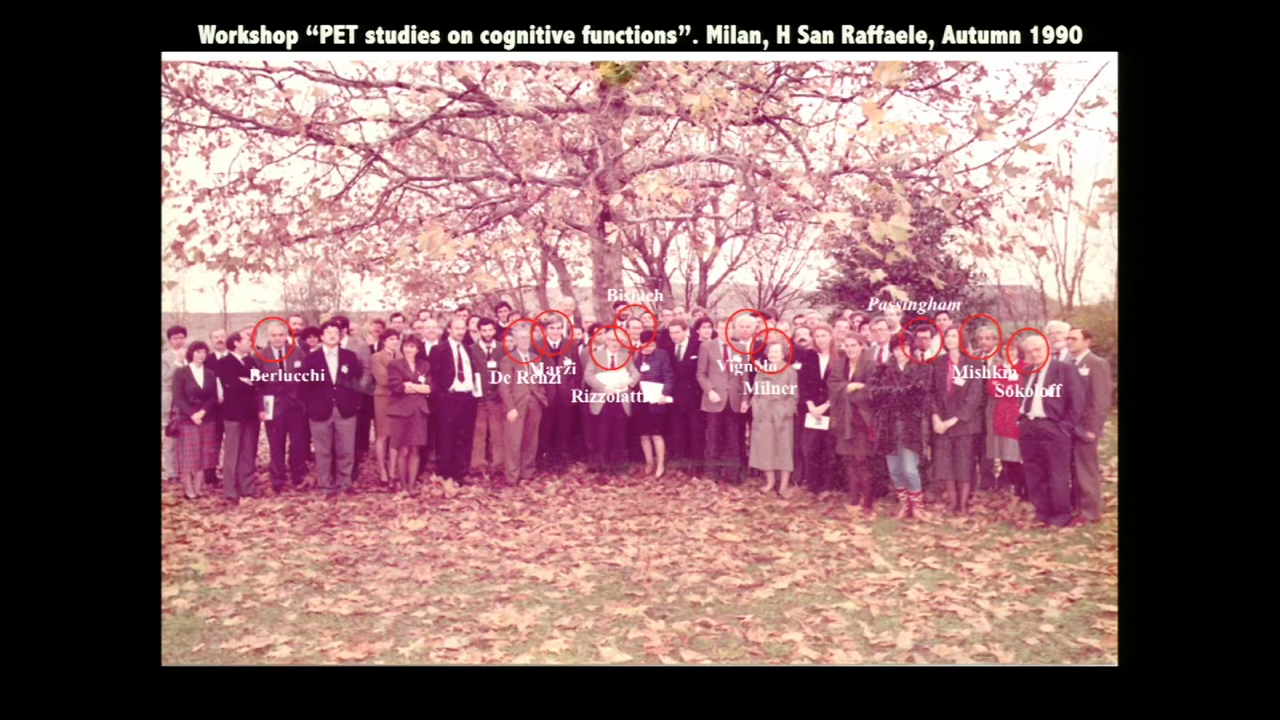 Workshop “PET studies on cognitive functions”. Milan, H San Raffaele, Autumn 1990
Bisiach
Passingham
Berlucchi
De Renzi
Marzi
Rizzolatti
Vignolo
Milner
Mishkin
Sokoloff